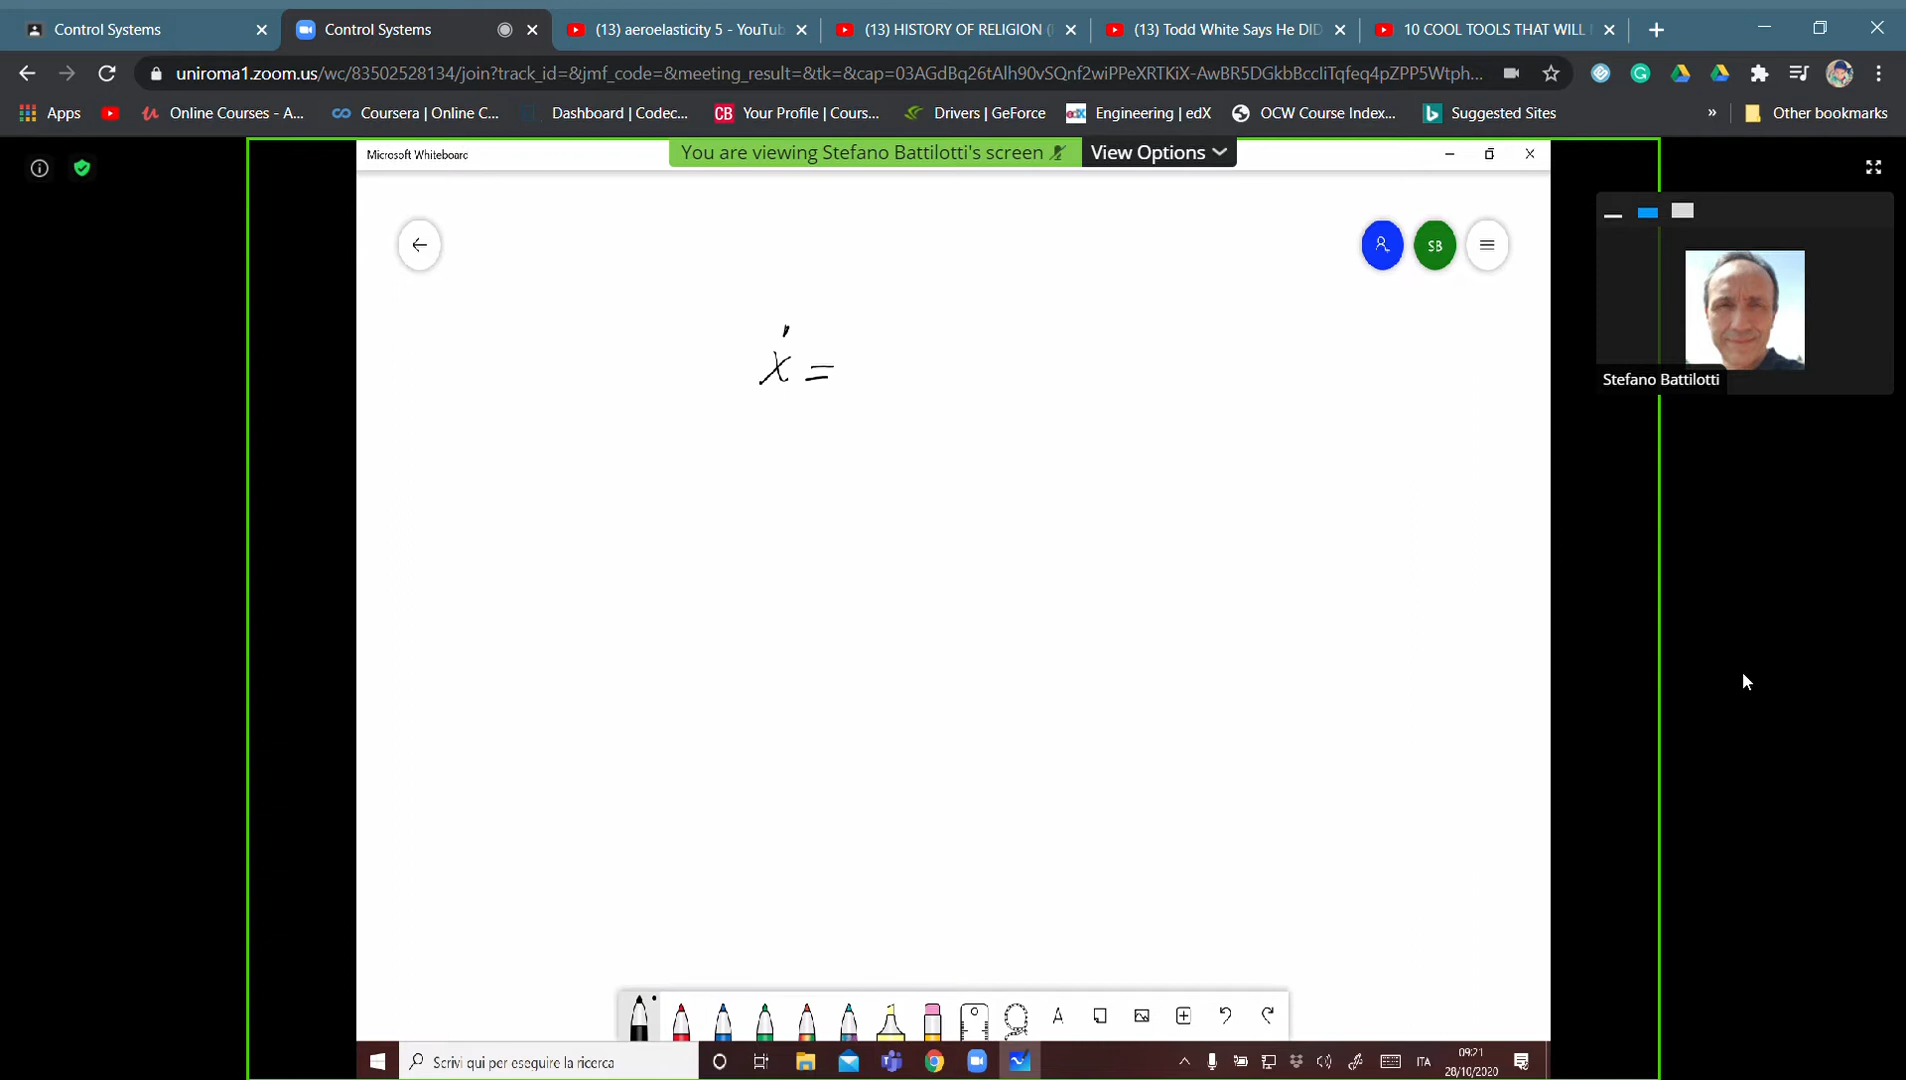 Control Systems
Control Systems
(13) aeroelasticity 5 - YouTub
(13) HISTORY OF RELIGION (
(13) Todd White Says He DID
10 COOL TOOLS THAT WILL
uniroma1.zoom.us/wc/83502528134/join?track_id=&jmf_code=&meeting_result=&tk=&cap=03AGdBq26tAlh90vSQnf2wiPPeXRTKiX-AwBR5DGkbBccIiTqfeq4pZPP5Wtph...
Apps
Online Courses - A...
Coursera | Online C...
Dashboard | Codec...
CB
Your Profile | Cours...
Drivers | GeForce
Engineering | edX
OCW Course Index...
Suggested Sites
»
Other bookmarks
Microsoft Whiteboard
You are viewing Stefano Battilotti's screen
View Options
SB
Stefano Battilotti
ẋ =
Scrivi qui per eseguire la ricerca
ITA
09:21
28/10/2020